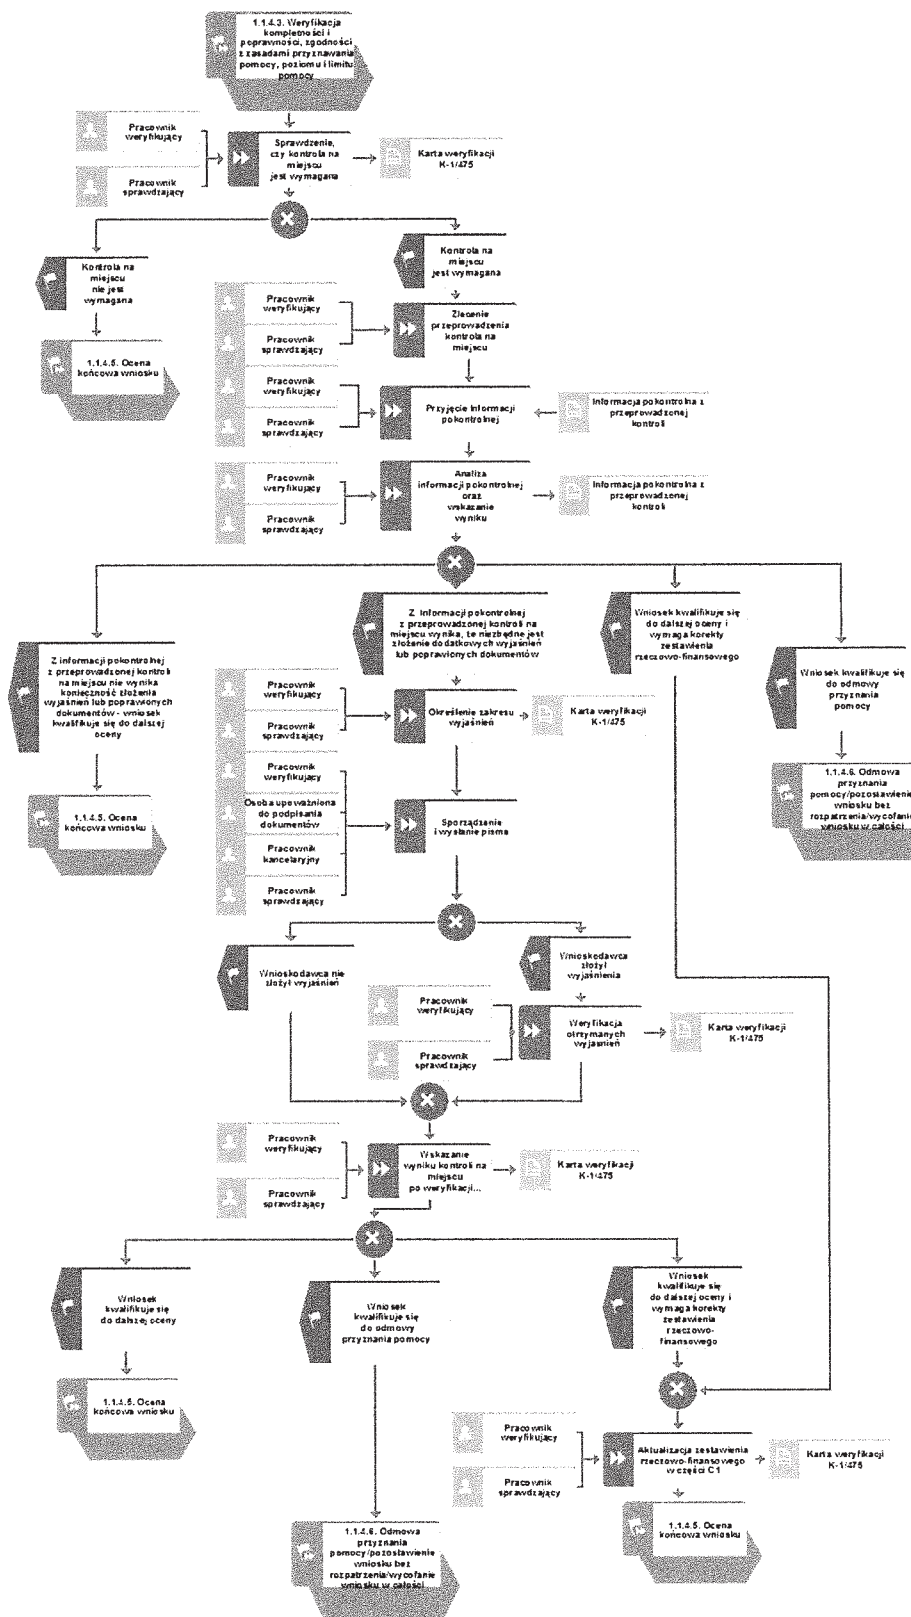 1.1.4.3. Weryfikacja
kompletności i
poprawności, zgodności
z zasadami przyznawania
pomocy, poziomu i limitu
pomocy
Pracownik
weryfikujący
Pracownik
sprawdzający
Sprawdzenie,
czy kontrola na
miejscu
jest wymagana
Karta weryfikacji
K-1/475
Kontrola na
miejscu
nie jest
wymagana
Kontrola na
miejscu
jest wymagana
1.1.4.5. Ocena
końcowa wniosku
Pracownik
weryfikujący
Pracownik
sprawdzający
Zlecenie
przeprowadzenia
kontrola na
miejscu
Pracownik
weryfikujący
Pracownik
sprawdzający
Przyjęcie Informacji
pokontrolnej
Informacja pokontrolna z
przeprowadzonej
kontroli
Pracownik
weryfikujący
Pracownik
sprawdzający
Analiza
informacji pokontrolnej
oraz
wskazanie
wyniku
Informacja pokontrolna z
przeprowadzonej
kontroli
Z informacji pokontrolnej
z przeprowadzonej kontroli
na miejscu nie wynika
konieczność złożenia
wyjaśnień lub poprawionych
dokumentów - wniosek
kwalifikuje się do dalszej
oceny
Z Informacji pokontrolnej
z przeprowadzonej kontroli na
miejscu wynika, że niezbędne jest
złożenie dodatkowych wyjaśnień
lub poprawionych dokumentów
Wniosek kwalifikuje się
do dalszej oceny i
wymaga korekty
zestawienia
rzeczowo-finansowego
Wniosek kwalifikuje się
do odmowy
przyznania
pomocy
1.1.4.5. Ocena
końcowa wniosku
Pracownik
weryfikujący
Pracownik
sprawdzający
Określenie zakresu
wyjaśnień
Karta weryfikacji
K-1/475
Pracownik
weryfikujący
Osoba upoważniona
do podpisania
dokumentów
Pracownik
kancelaryjny
Pracownik
sprawdzający
Sporządzenie
i wysłanie pisma
1.1.4.6. Odmowa
przyznania
pomocy/pozostawienie
wniosku bez
rozpatrzenia/wycofanie
wniosku w całości
Wnioskodawca nie
złożył wyjaśnień
Wnioskodawca
złożył
wyjaśnienia
Pracownik
weryfikujący
Pracownik
sprawdzający
Weryfikacja
otrzymanych
wyjaśnień
Karta weryfikacji
K-1/475
Pracownik
weryfikujący
Pracownik
sprawdzający
Wskazanie
wyniku kontroli na
miejscu
po weryfikacji...
Karta weryfikacji
K-1/475
Wniosek
kwalifikuje się
do dalszej oceny
Wniosek
kwalifikuje się
do odmowy
przyznania pomocy
Wniosek
kwalifikuje się
do dalszej oceny i
wymaga korekty
zestawienia
rzeczowo-
finansowego
1.1.4.5. Ocena
końcowa wniosku
Pracownik
weryfikujący
Pracownik
sprawdzający
Aktualizacja zestawienia
rzeczowo-finansowego
w części C1
Karta weryfikacji
K-1/475
1.1.4.6. Odmowa
przyznania
pomocy/pozostawienie
wniosku bez
rozpatrzenia/wycofanie
wniosku w całości
1.1.4.5. Ocena
końcowa wniosku